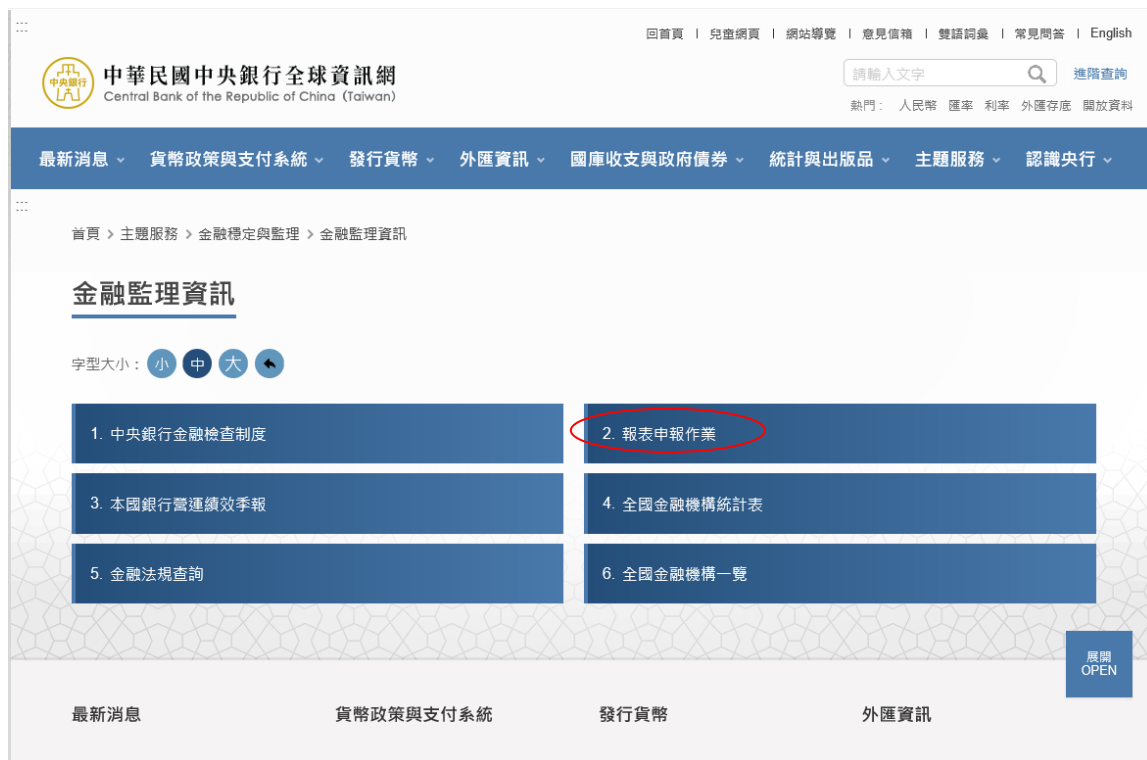 :::
回首頁 | 兒童網頁 | 網站導覽 | 意見信箱 | 雙語詞彙 | 常見問答 | English
中央銀行
中華民國中央銀行全球資訊網
Central Bank of the Republic of China (Taiwan)
請輸入文字 進階查詢
熱門： 人民幣 匯率 利率 外匯存底 開放資料
最新消息 貨幣政策與支付系統 發行貨幣 外匯資訊 國庫收支與政府債券 統計與出版品 主題服務 認識央行
:::
首頁 > 主題服務 > 金融穩定與監理 > 金融監理資訊
金融監理資訊
字型大小： 小 中 大
1. 中央銀行金融檢查制度 2. 報表申報作業
3. 本國銀行營運績效季報 4. 全國金融機構統計表
5. 金融法規查詢 6. 全國金融機構一覽
展開
OPEN
最新消息 貨幣政策與支付系統 發行貨幣 外匯資訊